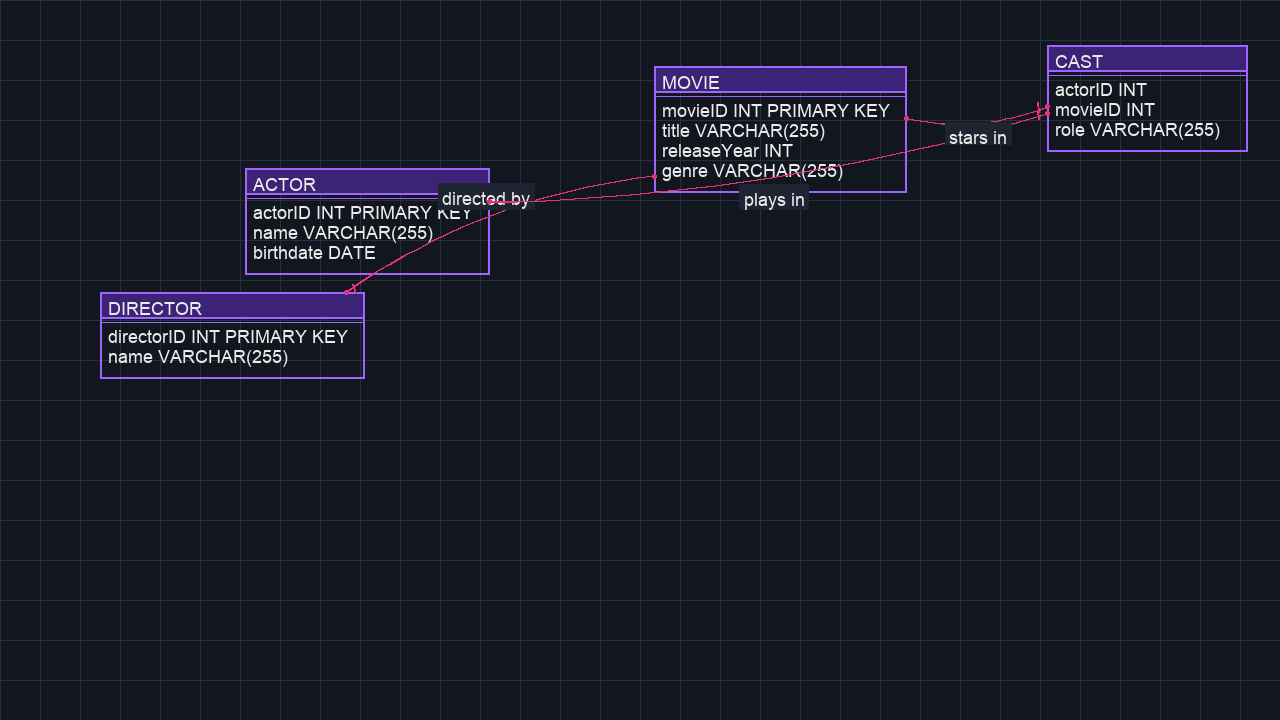 CAST
actorID INT
movieID INT
role VARCHAR(255)
MOVIE
movieID INT PRIMARY KEY
title VARCHAR(255)
releaseYear INT
genre VARCHAR(255)
stars in
plays in
directed by
ACTOR
actorID INT PRIMARY KEY
name VARCHAR(255)
birthdate DATE
DIRECTOR
directorID INT PRIMARY KEY
name VARCHAR(255)